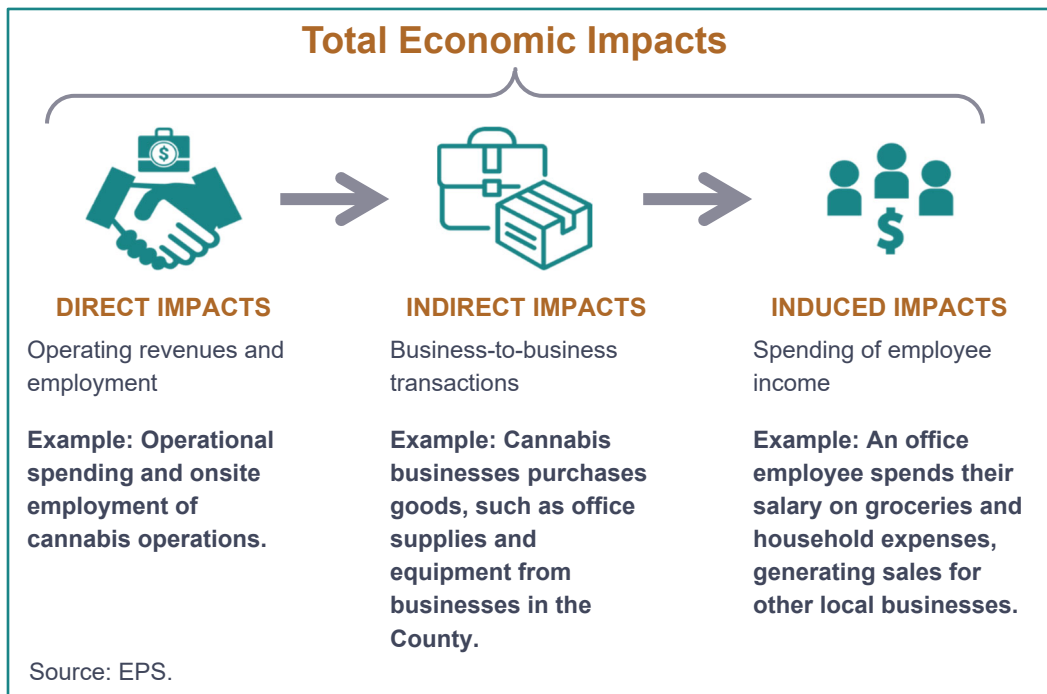 Total Economic Impacts
$
$
DIRECT IMPACTS
Operating revenues and
employment
Example: Operational
spending and onsite
employment of
cannabis operations.
INDIRECT IMPACTS
Business-to-business
transactions
Example: Cannabis
businesses purchases
goods, such as office
supplies and
equipment from
businesses in the
County.
INDUCED IMPACTS
Spending of employee
income
Example: An office
employee spends their
salary on groceries and
household expenses,
generating sales for
other local businesses.
Source: EPS.